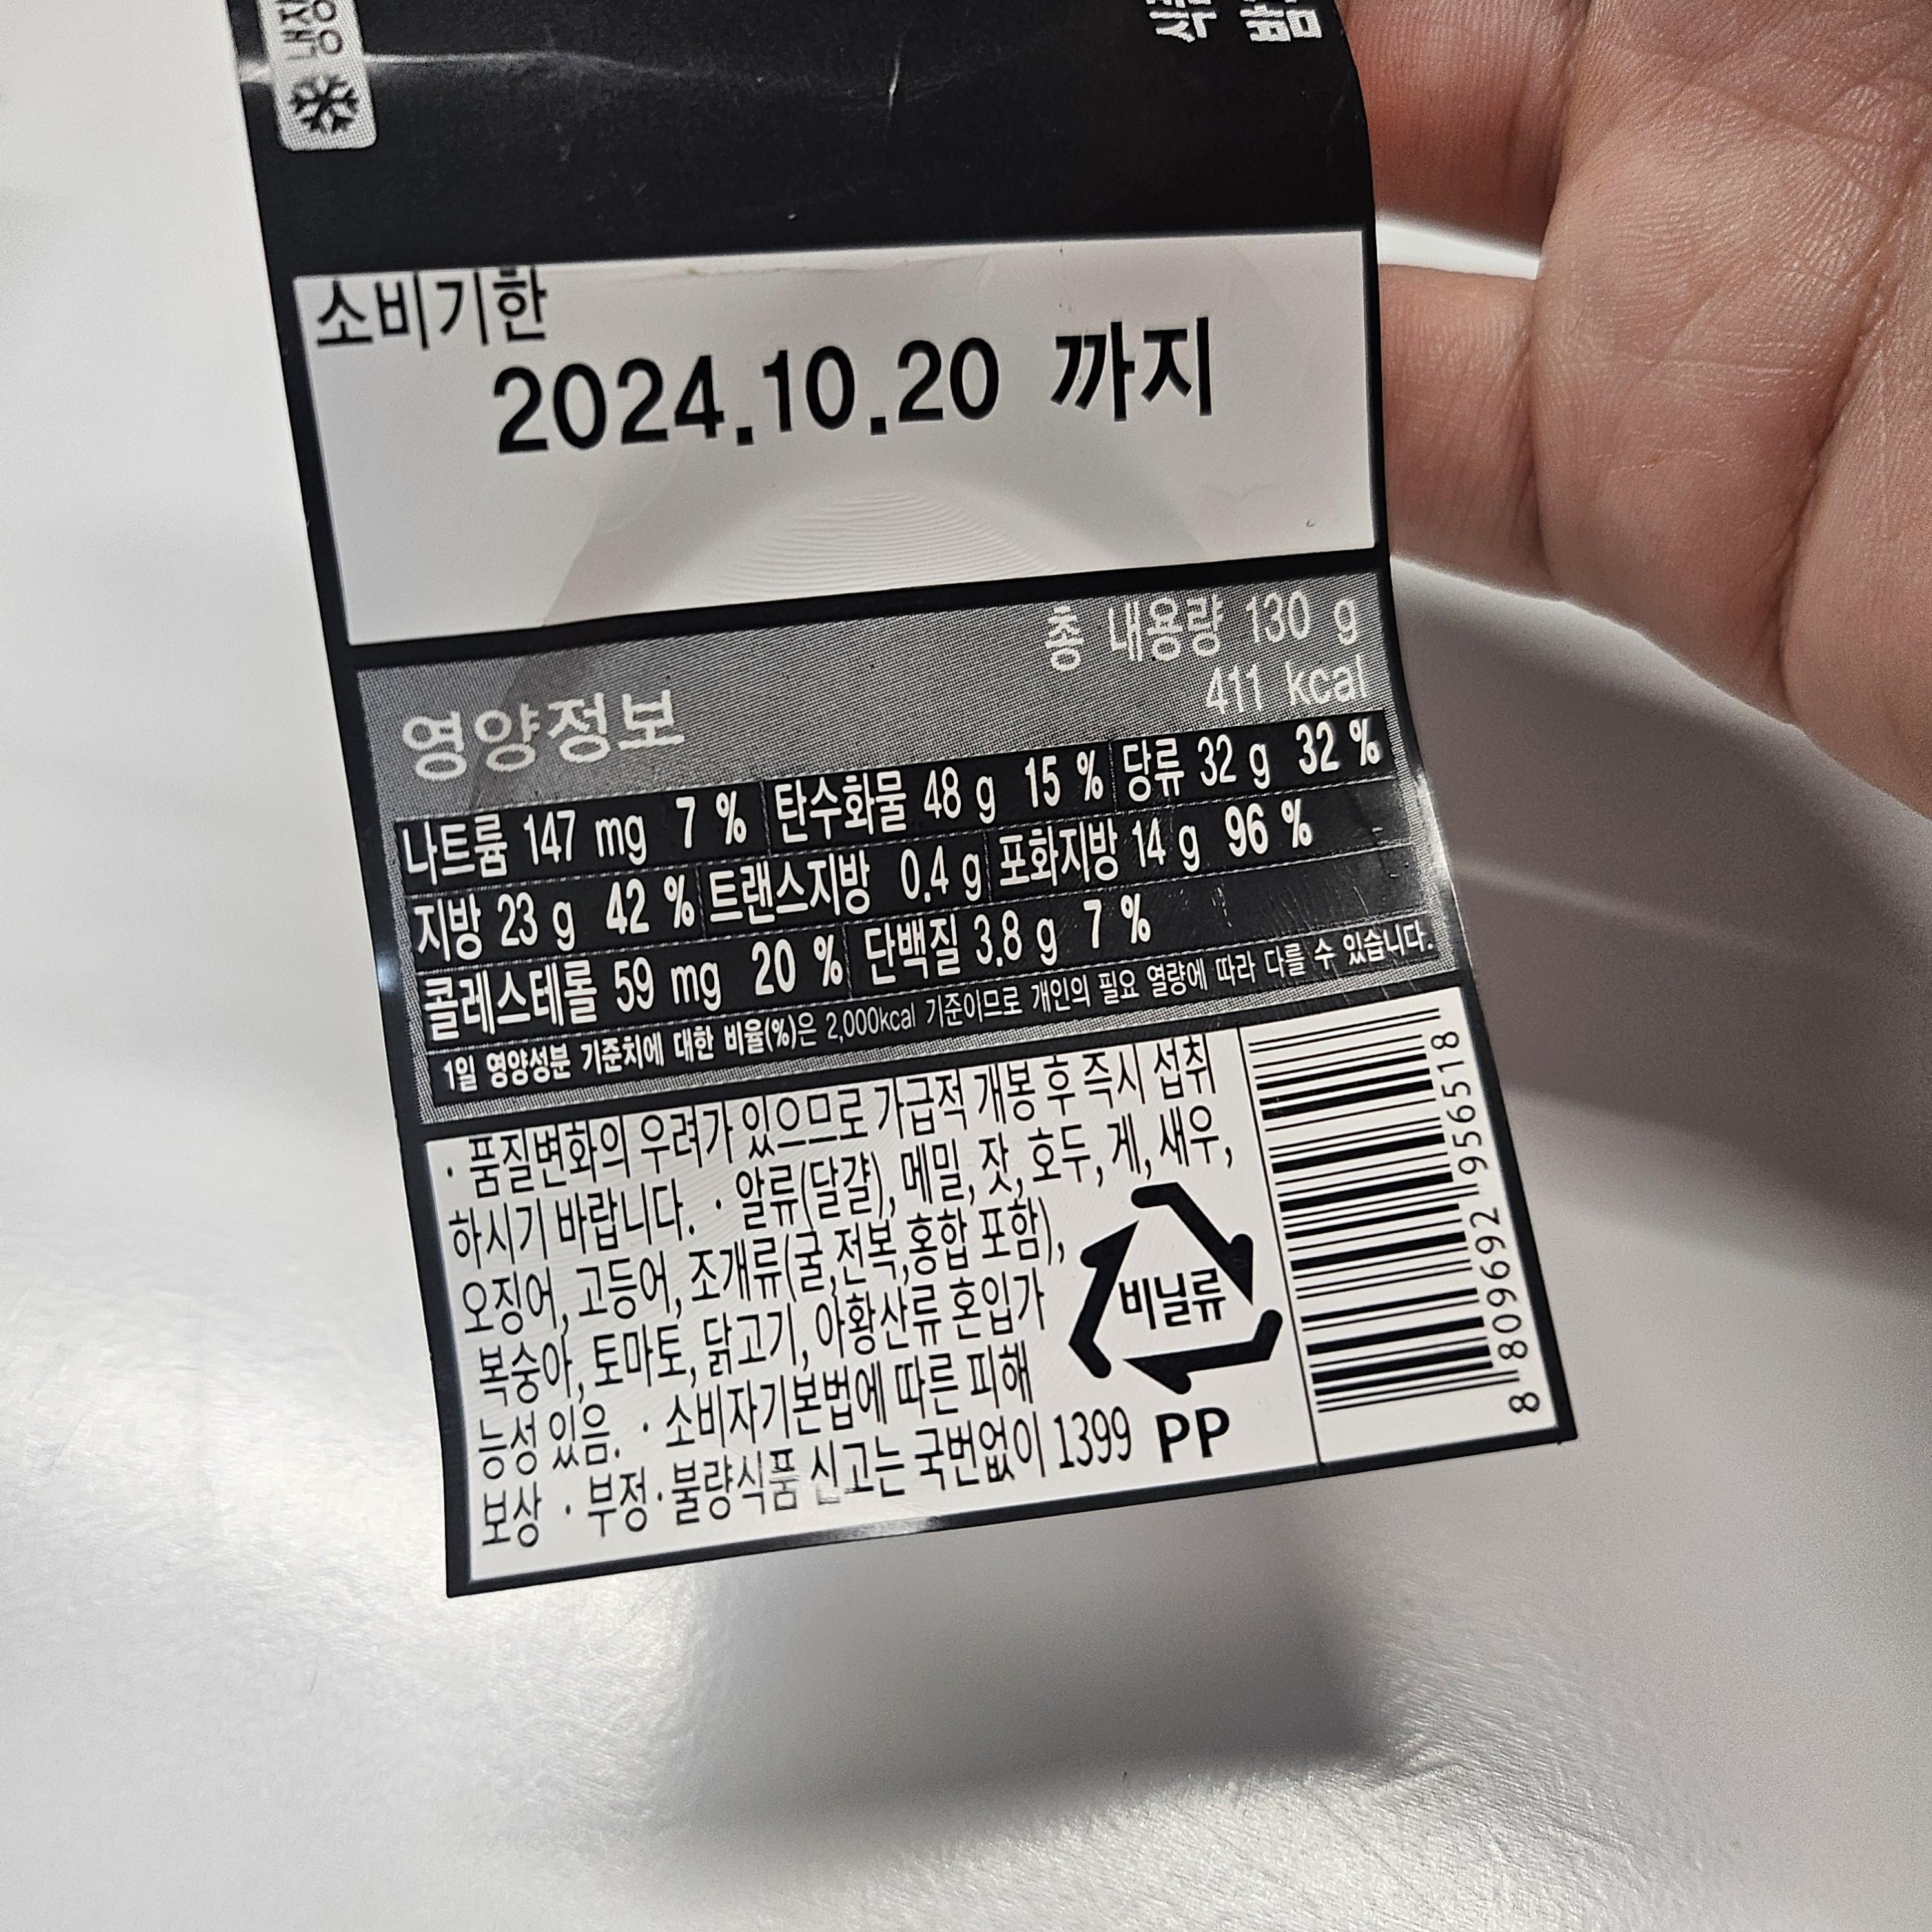 냉장
소비기한
2024.10.20 까지
총 내용량 130 g
411 kcal
영양정보
나트륨 147 mg 7 % 탄수화물 48 g 15 % 당류 32 g 32 %
지방 23 g 42 % 트랜스지방 0.4 g 포화지방 14 g 96 %
콜레스테롤 59 mg 20 % 단백질 3.8 g 7 %
1일 영양성분 기준치에 대한 비율(%)은 2,000kcal 기준이므로 개인의 필요 열량에 따라 다를 수 있습니다.
· 품질변화의 우려가 있으므로 가급적 개봉 후 즉시 섭취
하시기 바랍니다. · 알류(달걀), 메밀, 잣, 호두, 게, 새우,
오징어, 고등어, 조개류(굴,전복,홍합 포함),
복숭아, 토마토, 닭고기, 아황산류 혼입가
능성 있음. · 소비자기본법에 따른 피해
보상 · 부정·불량식품 신고는 국번없이 1399
비닐류
PP
8 809692 956518